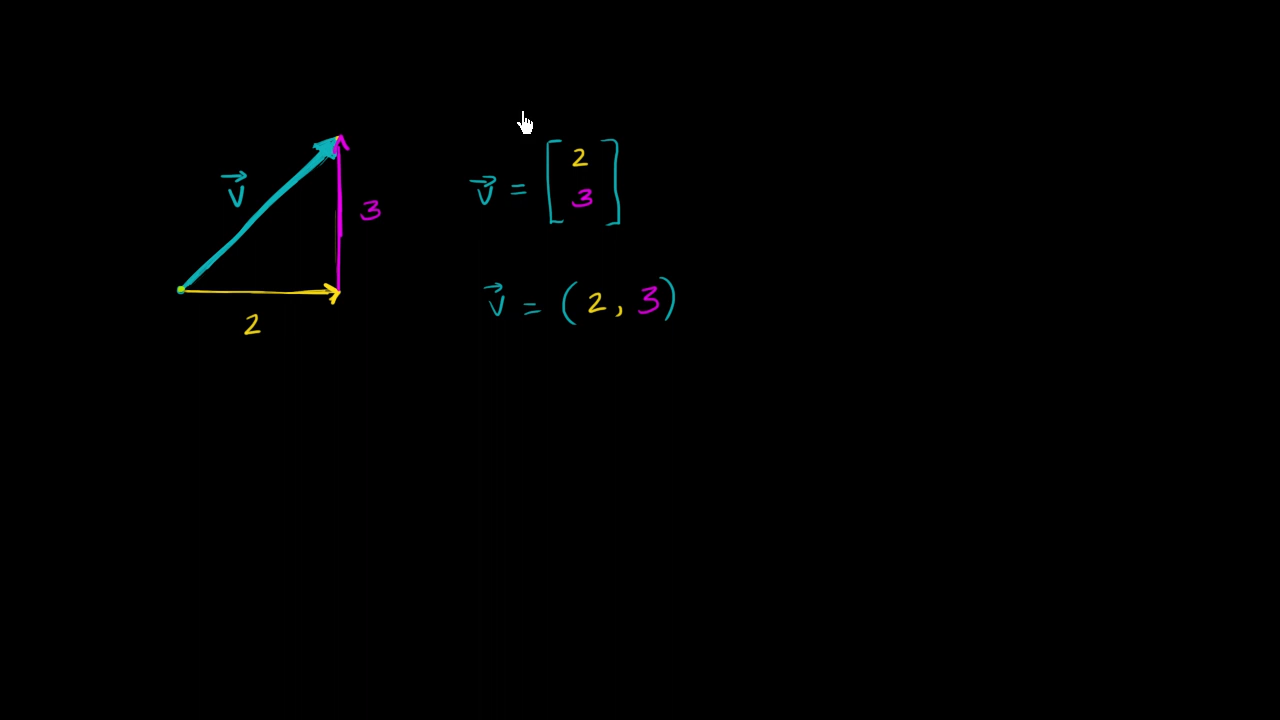 v⃗ = [2
3]
v⃗
3
v⃗ = (2, 3)
2